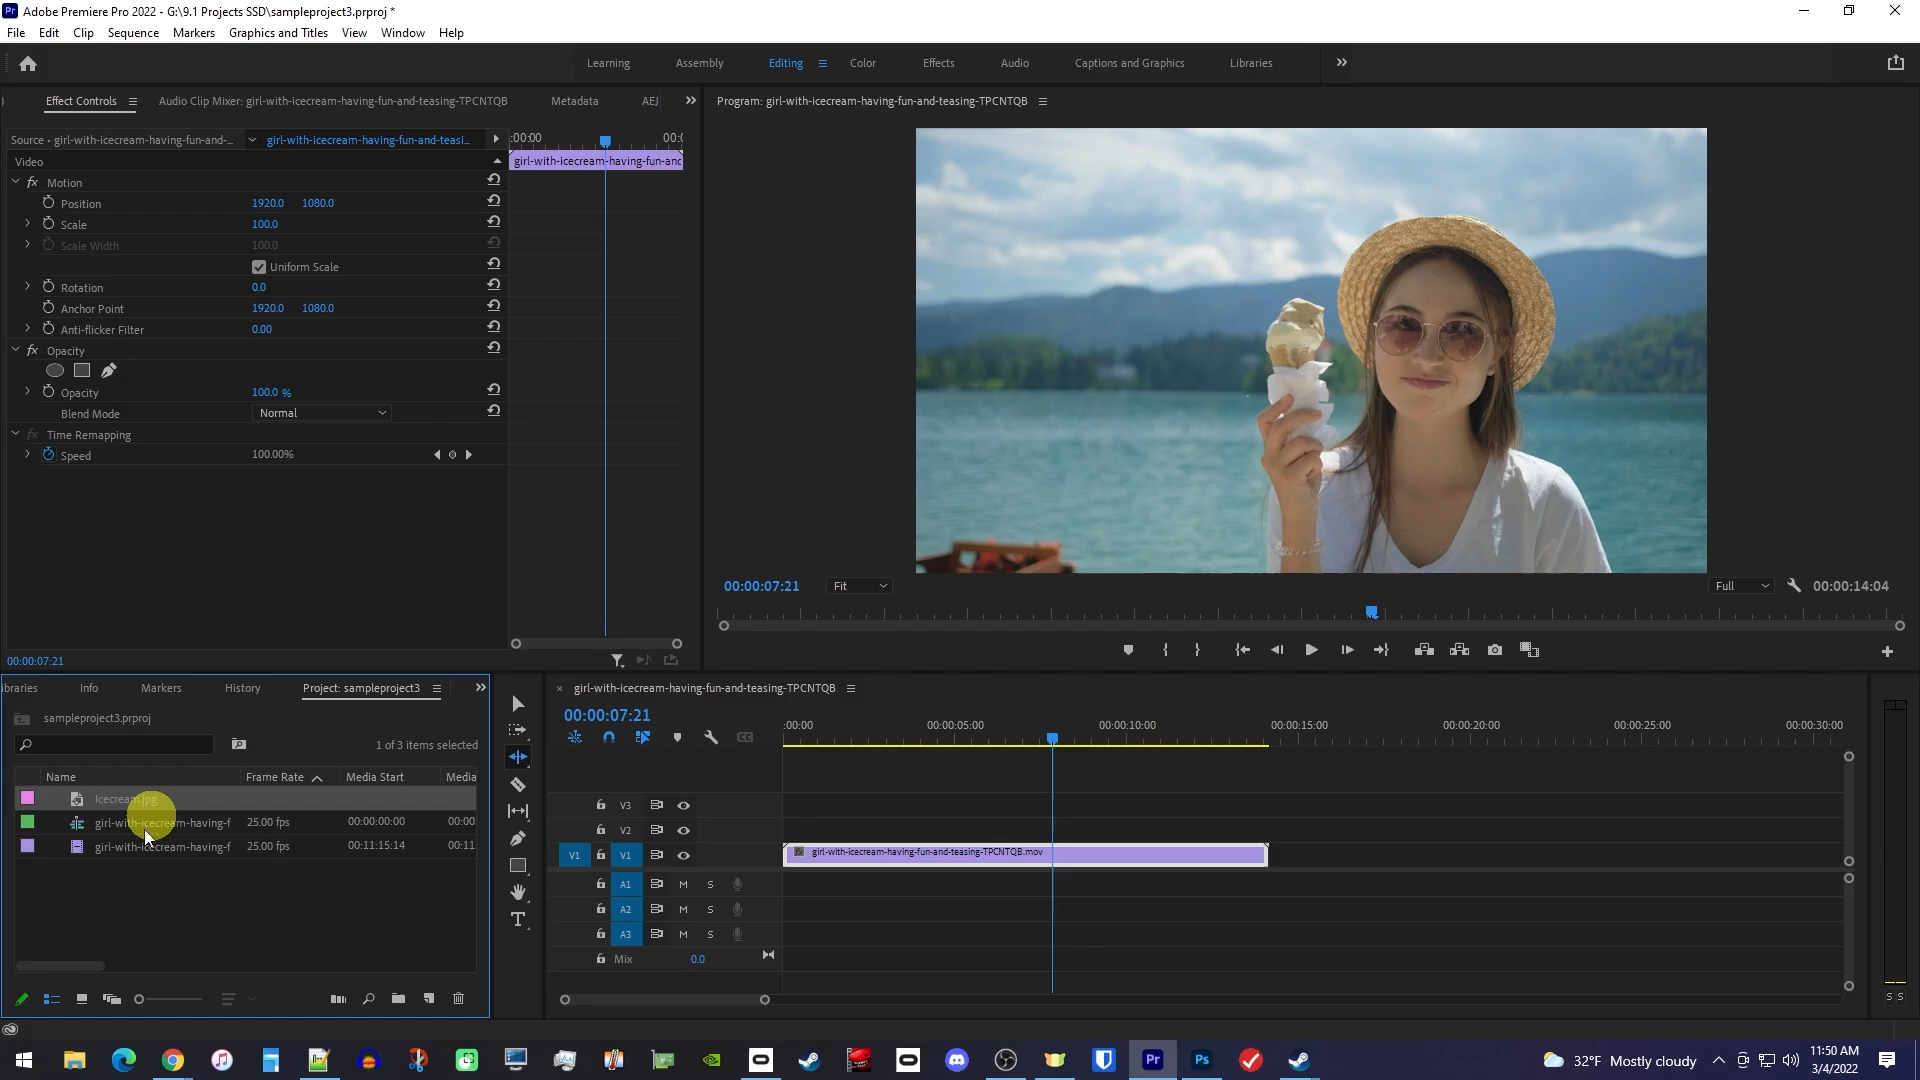 Adobe Premiere Pro 2022 - G:\9.1 Projects SSD\sampleproject3.prproj *
File Edit Clip Sequence Markers Graphics and Titles View Window Help
Learning Assembly Editing Color Effects Audio Captions and Graphics Libraries
Effect Controls Audio Clip Mixer: girl-with-icecream-having-fun-and-teasing-TPCNTQB Metadata AEJ
Program: girl-with-icecream-having-fun-and-teasing-TPCNTQB
Source • girl-with-icecream-having-fun-and-... girl-with-icecream-having-fun-and-teasi... :00:00 00:(
Video girl-with-icecream-having-fun-and
fx Motion
Position 1920.0 1080.0
Scale 100.0
Scale Width 100.0
Uniform Scale
Rotation 0.0
Anchor Point 1920.0 1080.0
Anti-flicker Filter 0.00
fx Opacity
Opacity 100.0 %
Blend Mode Normal
fx Time Remapping
Speed 100.00%
00:00:07:21
00:00:07:21 Fit Full 00:00:14:04
ibraries Info Markers History Project: sampleproject3
sampleproject3.prproj
1 of 3 items selected
Name Frame Rate Media Start Media
Icecream.jpg
girl-with-icecream-having-f 25.00 fps 00:00:00:00 00:00
girl-with-icecream-having-f 25.00 fps 00:11:15:14 00:11
girl-with-icecream-having-fun-and-teasing-TPCNTQB
00:00:07:21
:00:00 00:00:05:00 00:00:10:00 00:00:15:00 00:00:20:00 00:00:25:00 00:00:30:00
CC
V3
V2
V1 V1 fx girl-with-icecream-having-fun-and-teasing-TPCNTQB.mov
A1 M S
A2 M S
A3 M S
Mix 0.0
S S
Pr Ps
32°F Mostly cloudy
11:50 AM
3/4/2022